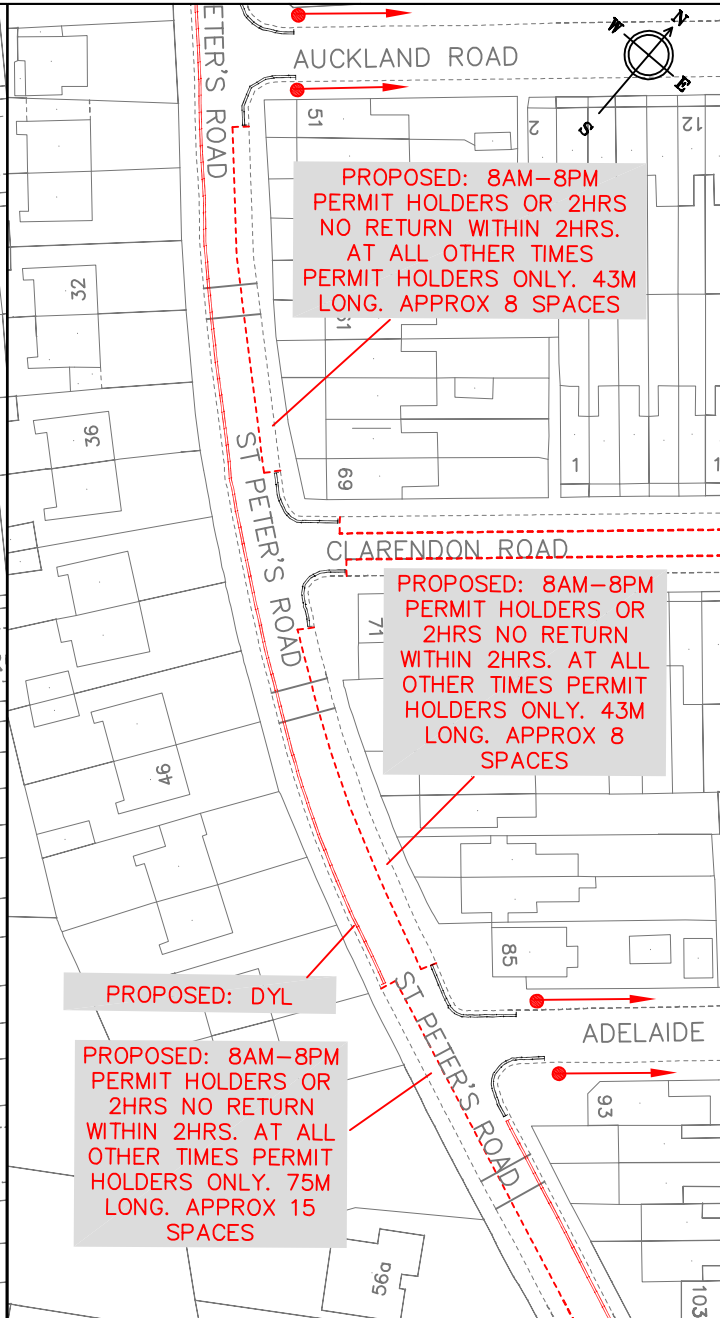 ETER'S ROAD
AUCKLAND ROAD
N
W
E
S
51
2
12
PROPOSED: 8AM–8PM
PERMIT HOLDERS OR 2HRS
NO RETURN WITHIN 2HRS.
AT ALL OTHER TIMES
PERMIT HOLDERS ONLY. 43M
LONG. APPROX 8 SPACES
32
61
36
ST PETER'S ROAD
69
1
1
CLARENDON ROAD
PROPOSED: 8AM–8PM
PERMIT HOLDERS OR
2HRS NO RETURN
WITHIN 2HRS. AT ALL
OTHER TIMES PERMIT
HOLDERS ONLY. 43M
LONG. APPROX 8
SPACES
71
46
85
PROPOSED: DYL
ST PETER'S ROAD
ADELAIDE
PROPOSED: 8AM–8PM
PERMIT HOLDERS OR
2HRS NO RETURN
WITHIN 2HRS. AT ALL
OTHER TIMES PERMIT
HOLDERS ONLY. 75M
LONG. APPROX 15
SPACES
93
56a
103